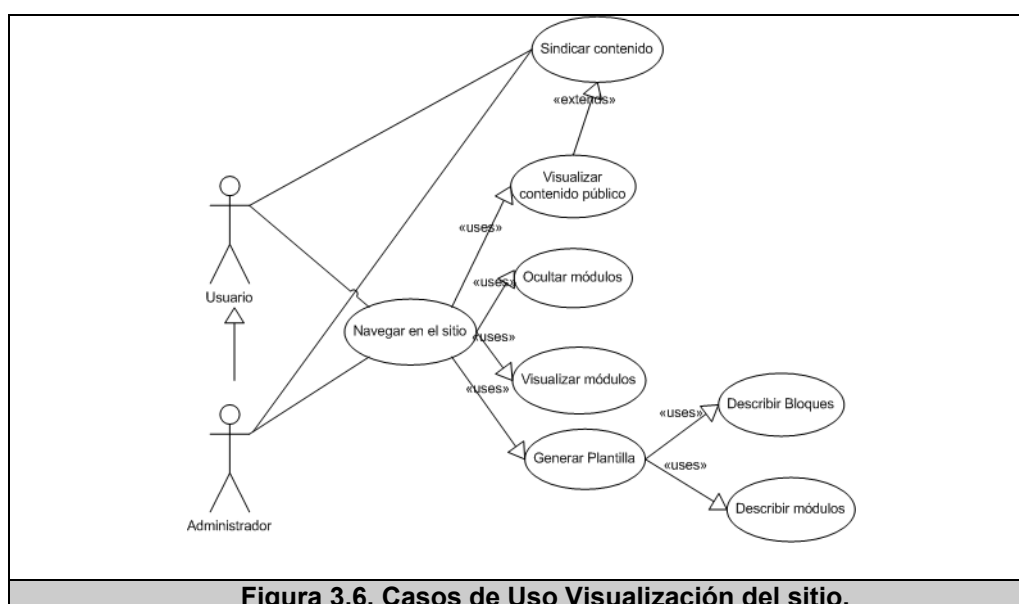 Sindicar contenido
«extends»
Visualizar
contenido público
«uses»
Usuario
Ocultar módulos
«uses»
Navegar en el sitio
«uses»
Visualizar módulos
«uses»
Describir Bloques
«uses»
Generar Plantilla
«uses»
Describir módulos
Administrador
Figura 3.6. Casos de Uso Visualización del sitio.